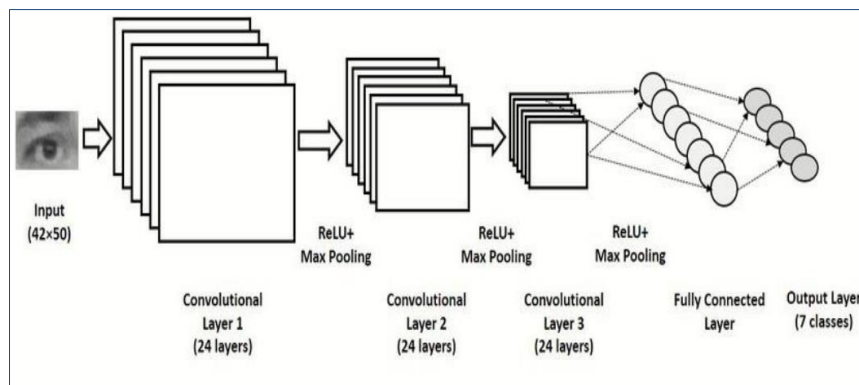 Input
(42×50)
ReLU+
Max Pooling
ReLU+
Max Pooling
ReLU+
Max Pooling
Convolutional
Layer 1
(24 layers)
Convolutional
Layer 2
(24 layers)
Convolutional
Layer 3
(24 layers)
Fully Connected
Layer
Output Layer
(7 classes)